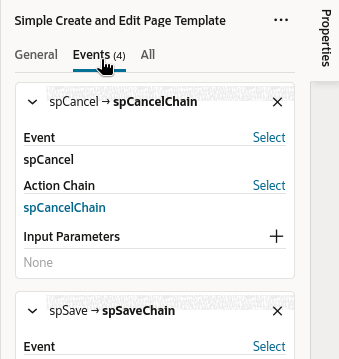 Simple Create and Edit Page Template ...
Properties
General Events (4) All
spCancel → spCancelChain
Event Select
spCancel
Action Chain Select
spCancelChain
Input Parameters
None
spSave → spSaveChain
Event Select